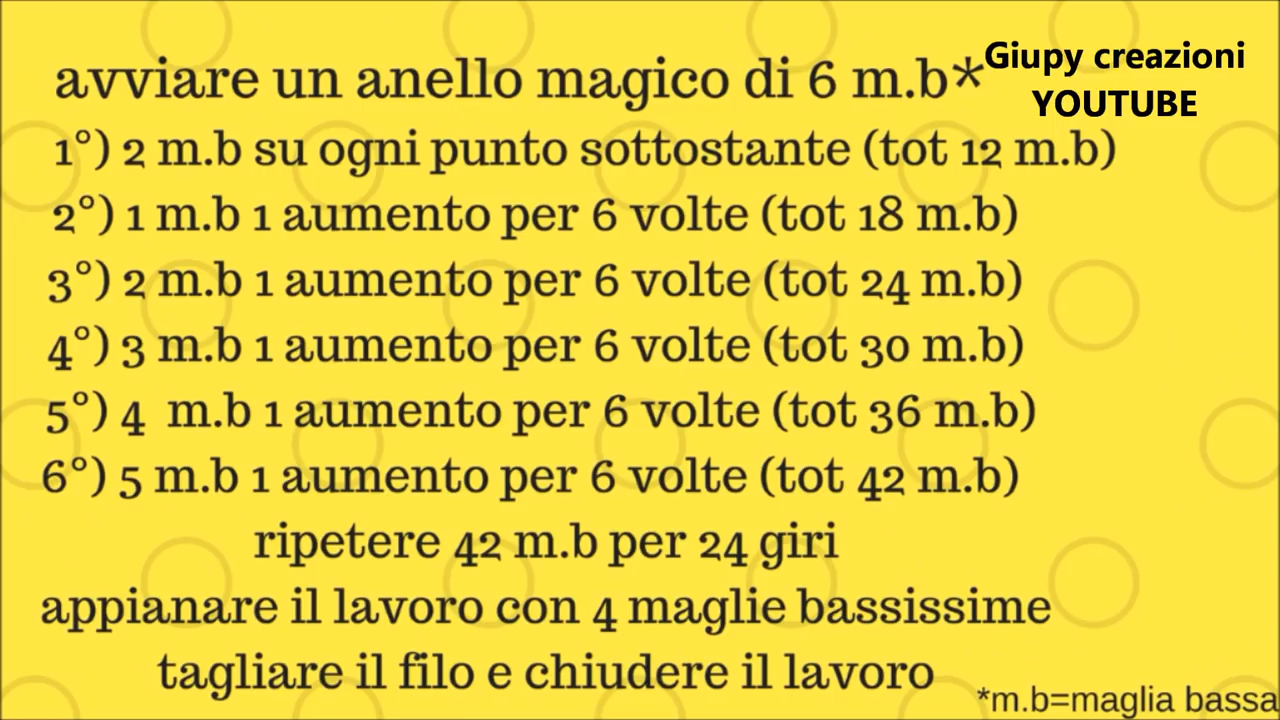 avviare un anello magico di 6 m.b*
Giupy creazioni
YOUTUBE
1°) 2 m.b su ogni punto sottostante (tot 12 m.b)
2°) 1 m.b 1 aumento per 6 volte (tot 18 m.b)
3°) 2 m.b 1 aumento per 6 volte (tot 24 m.b)
4°) 3 m.b 1 aumento per 6 volte (tot 30 m.b)
5°) 4 m.b 1 aumento per 6 volte (tot 36 m.b)
6°) 5 m.b 1 aumento per 6 volte (tot 42 m.b)
ripetere 42 m.b per 24 giri
appianare il lavoro con 4 maglie bassissime
tagliare il filo e chiudere il lavoro
*m.b=maglia bassa